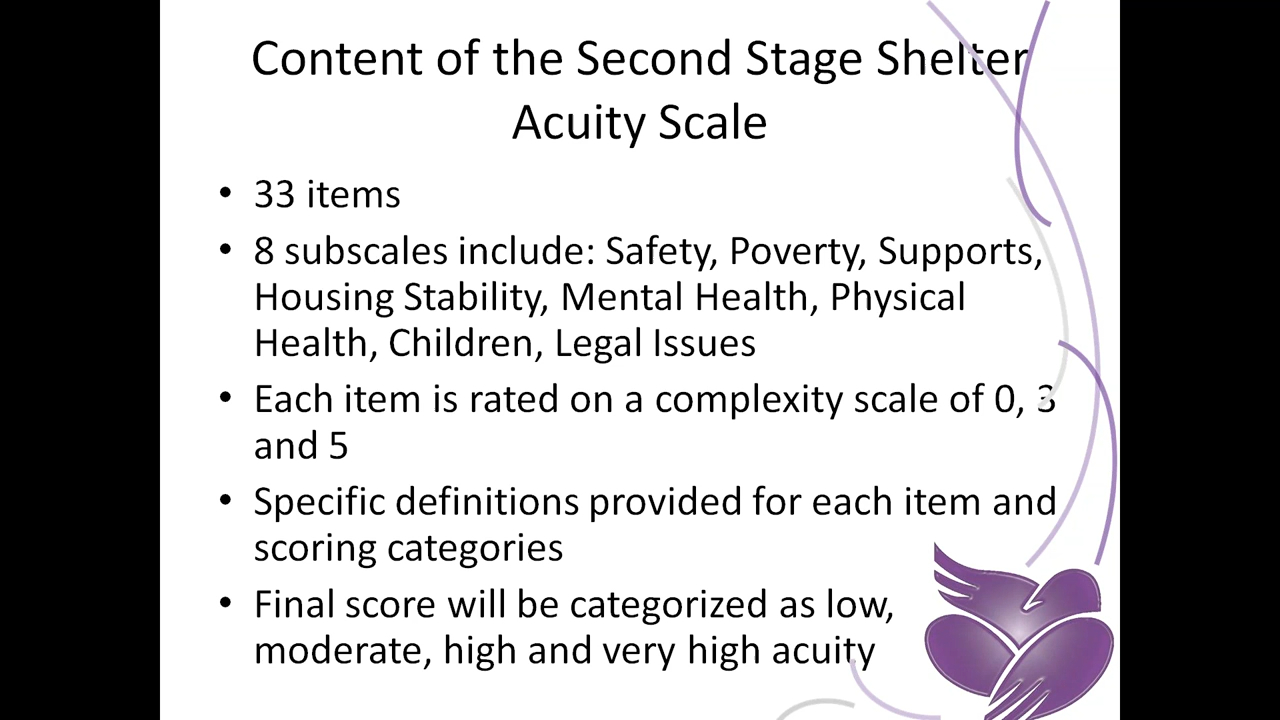 Content of the Second Stage Shelter
Acuity Scale
• 33 items
• 8 subscales include: Safety, Poverty, Supports,
Housing Stability, Mental Health, Physical
Health, Children, Legal Issues
• Each item is rated on a complexity scale of 0, 3
and 5
• Specific definitions provided for each item and
scoring categories
• Final score will be categorized as low,
moderate, high and very high acuity